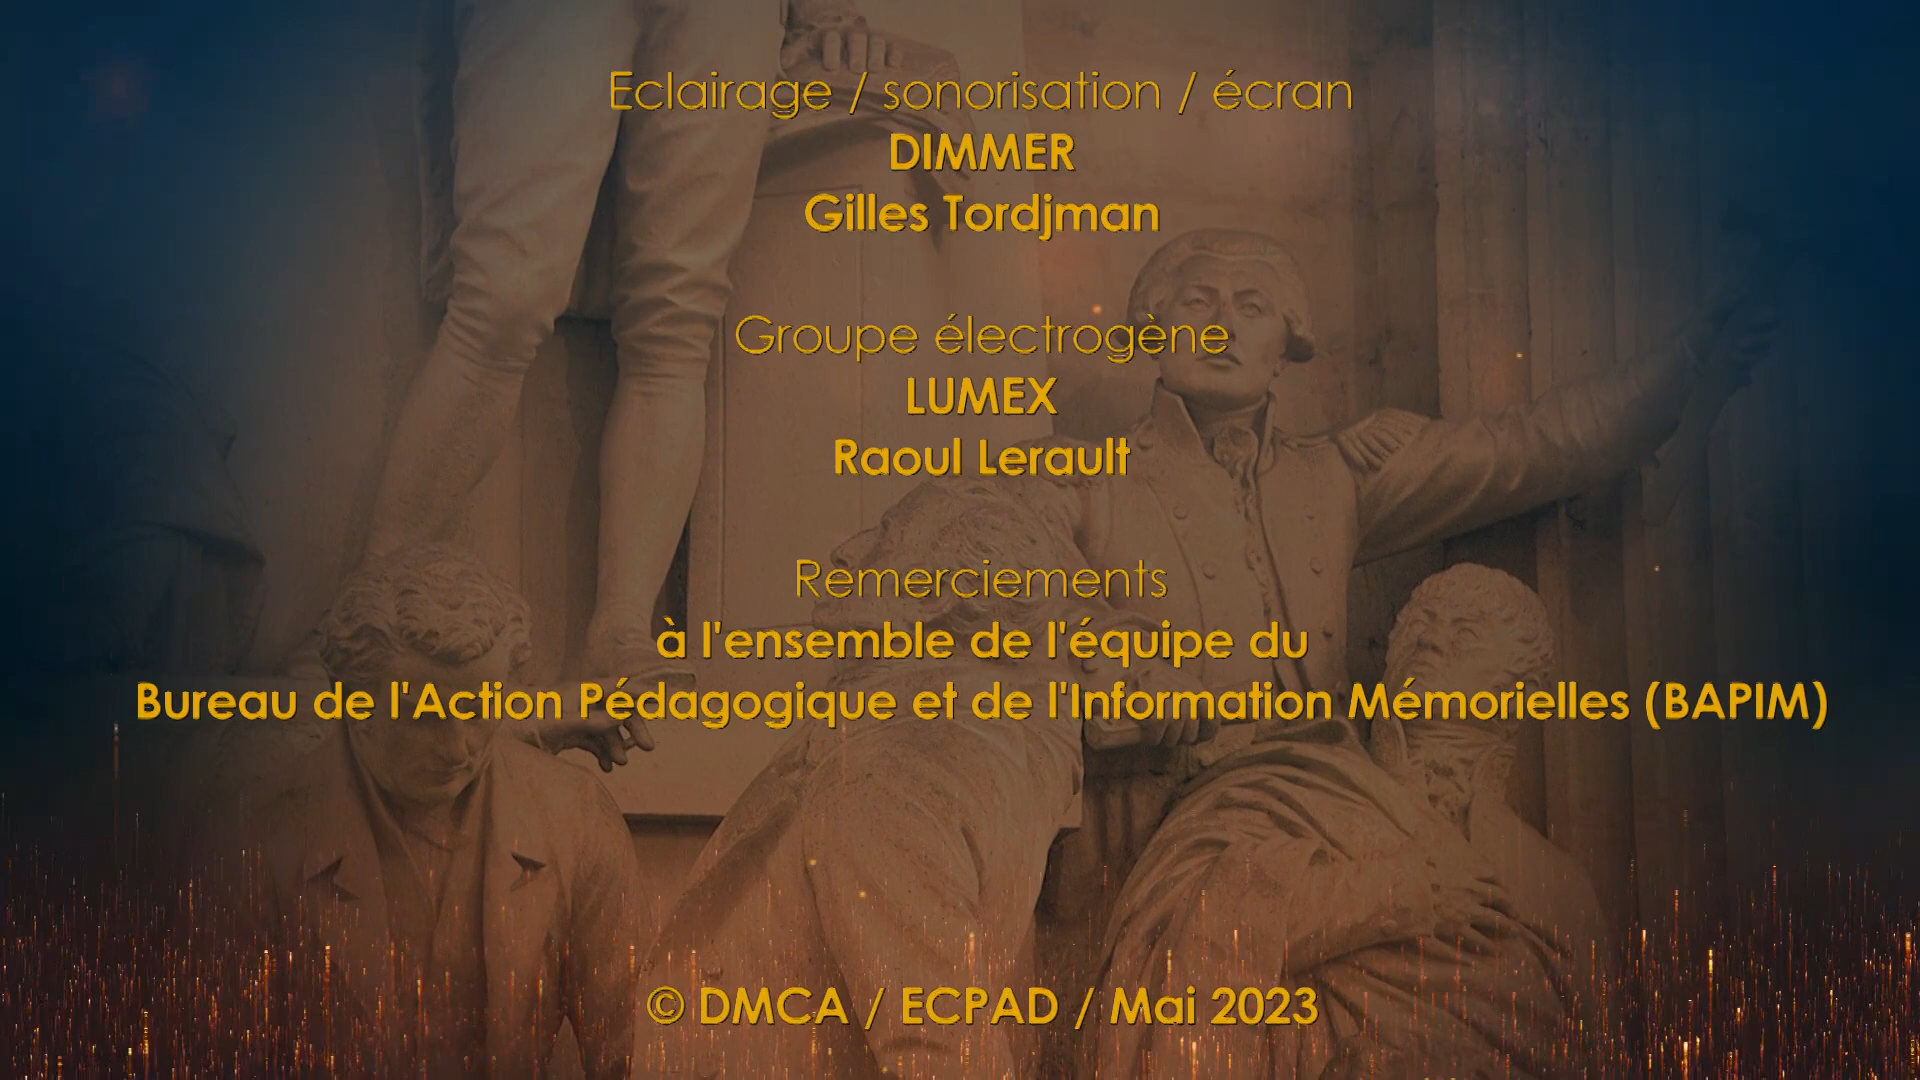 Eclairage / sonorisation / écran
DIMMER
Gilles Tordjman
Groupe électrogène
LUMEX
Raoul Lerault
Remerciements
à l'ensemble de l'équipe du
Bureau de l'Action Pédagogique et de l'Information Mémorielles (BAPIM)
© DMCA / ECPAD / Mai 2023